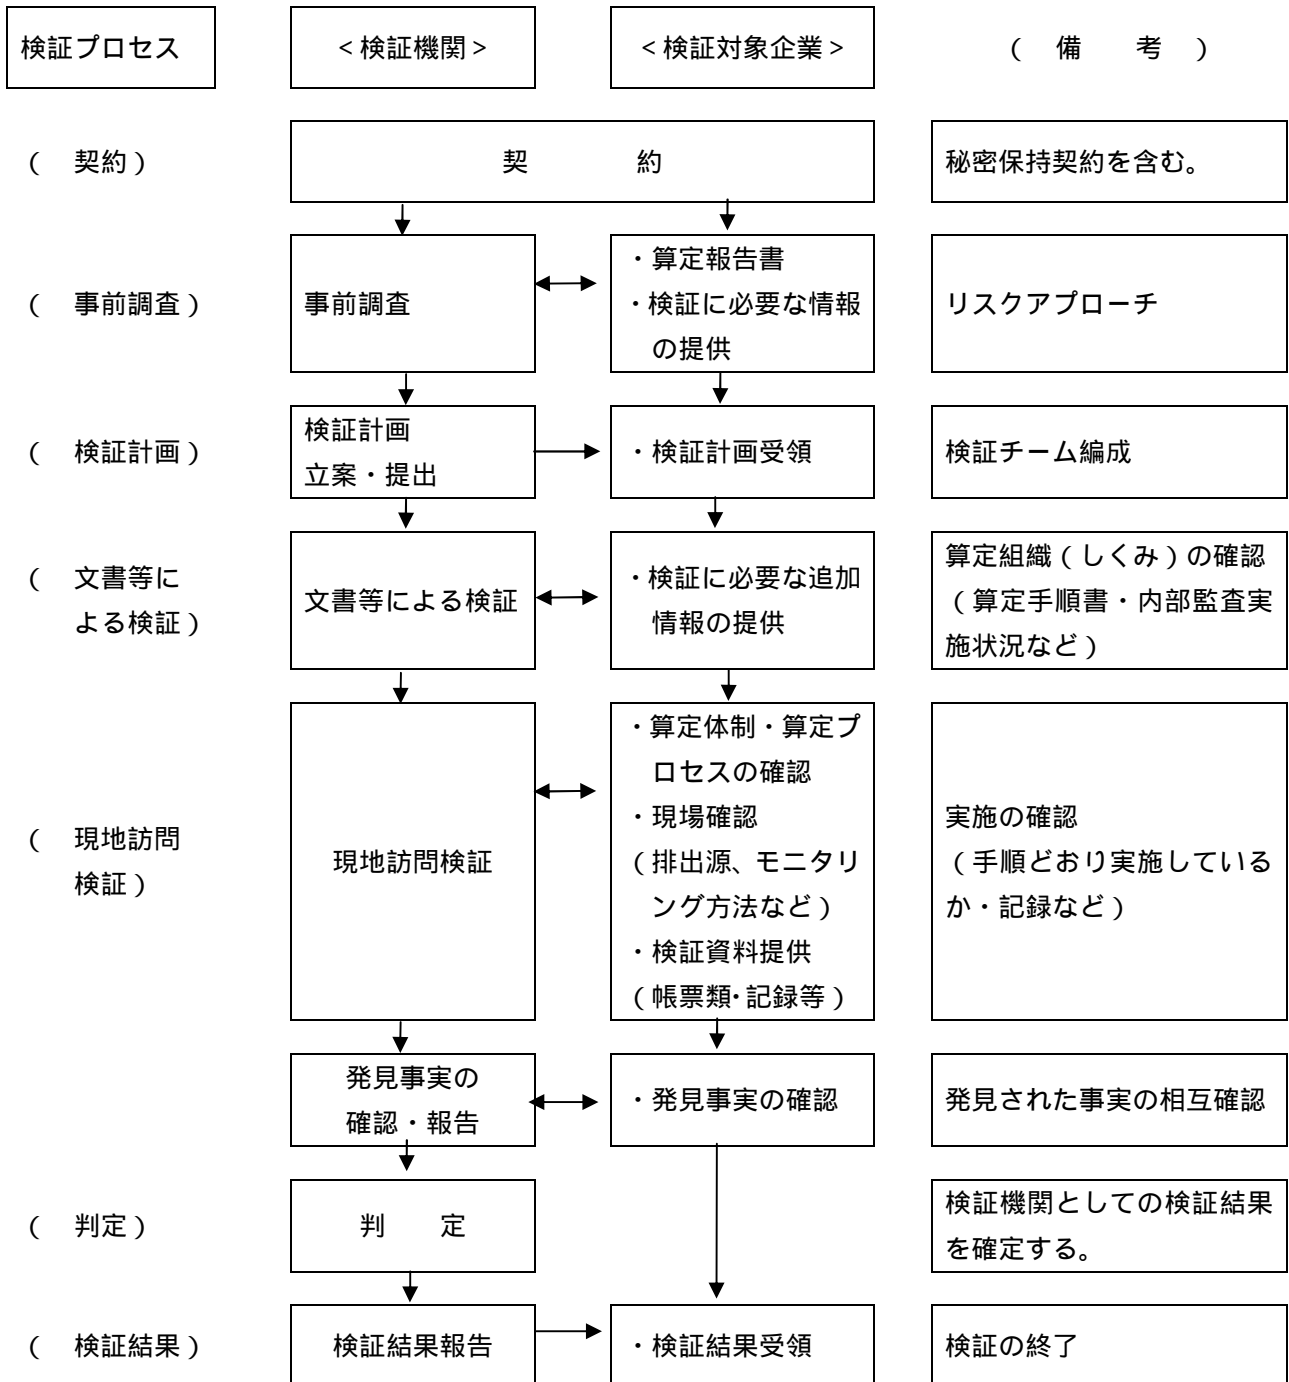 検証プロセス
<検証機関>
<検証対象企業>
( 備 考 )
( 契約)
契 約
秘密保持契約を含む。
( 事前調査)
事前調査
・算定報告書
・検証に必要な情報
の提供
リスクアプローチ
( 検証計画)
検証計画
立案・提出
・検証計画受領
検証チーム編成
( 文書等に
よる検証)
文書等による検証
・検証に必要な追加
情報の提供
算定組織(しくみ)の確認
(算定手順書・内部監査実
施状況など)
( 現地訪問
検証)
現地訪問検証
・算定体制・算定プ
ロセスの確認
・現場確認
(排出源、モニタリ
ング方法など)
・検証資料提供
(帳票類・記録等)
実施の確認
(手順どおり実施している
か・記録など)
発見事実の
確認・報告
・発見事実の確認
発見された事実の相互確認
( 判定)
判 定
検証機関としての検証結果
を確定する。
( 検証結果)
検証結果報告
・検証結果受領
検証の終了